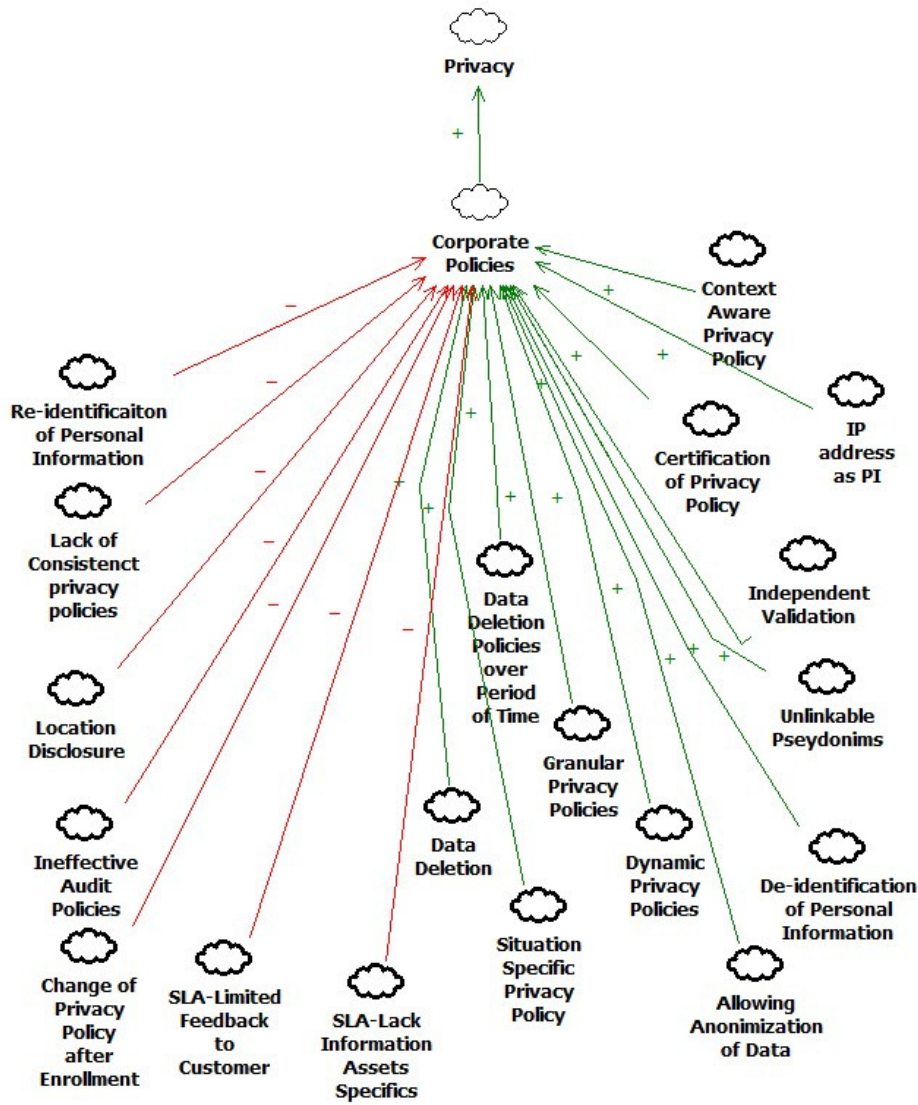 Privacy
+
Corporate
Policies
Context
Aware
Privacy
Policy
+
−
+
+
IP
address
as PI
−
Re-identificaiton
of Personal
Information
+
+
Certification
of Privacy
Policy
−
+
+
+
+
+
Lack of
Consistenct
privacy
policies
−
Independent
Validation
Data
Deletion
Policies
over
Period
of Time
+
−
−
−
+
+
+
Location
Disclosure
Unlinkable
Pseydonims
Granular
Privacy
Policies
Data
Deletion
Ineffective
Audit
Policies
Dynamic
Privacy
Policies
De-identification
of Personal
Information
Situation
Specific
Privacy
Policy
Change of
Privacy
Policy
after
Enrollment
SLA-Limited
Feedback
to
Customer
SLA-Lack
Information
Assets
Specifics
Allowing
Anonimization
of Data